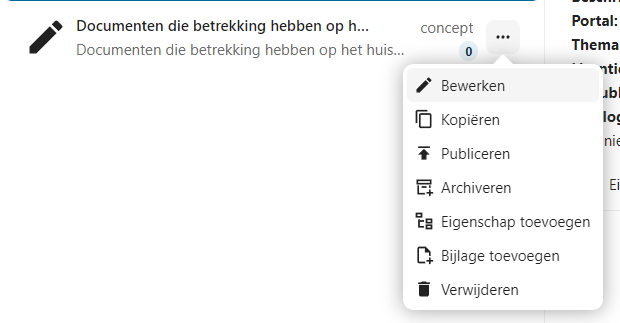 Documenten die betrekking hebben op h...
concept
Documenten die betrekking hebben op het huis...
0
Bewerken
Kopiëren
Publiceren
Archiveren
Eigenschap toevoegen
Bijlage toevoegen
Verwijderen
Portal:
Thema